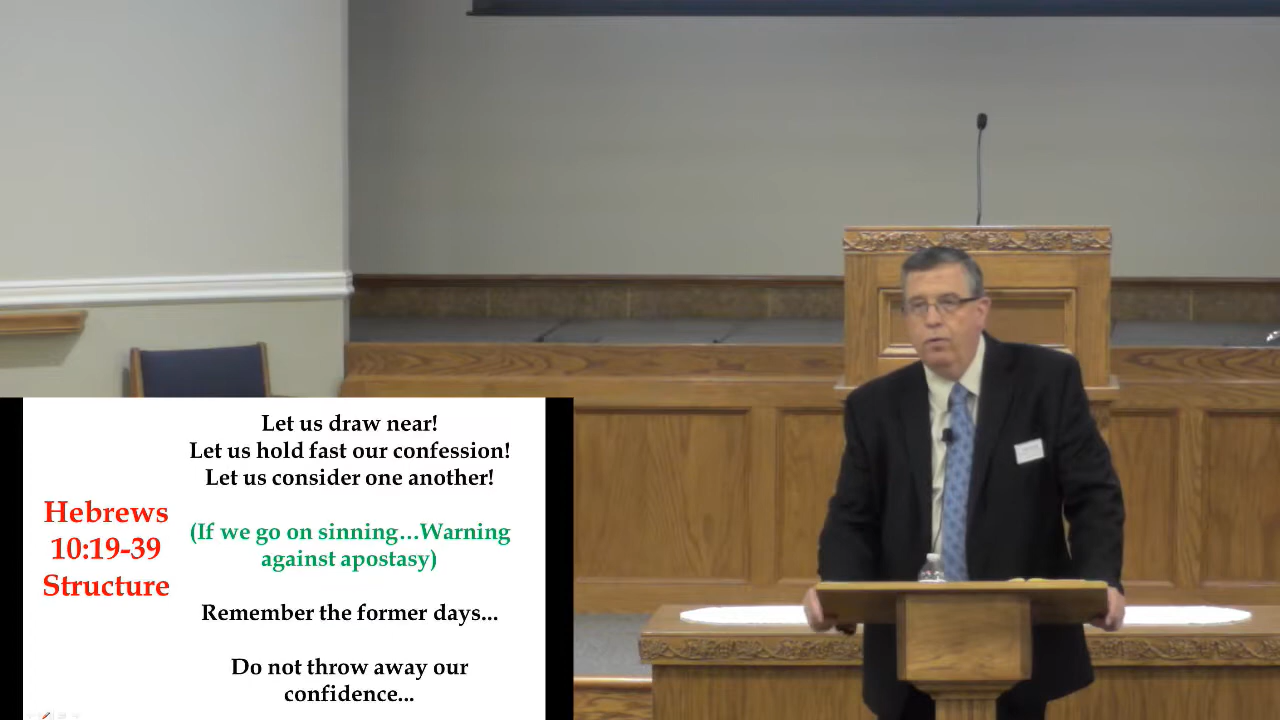 Let us draw near!
Let us hold fast our confession!
Let us consider one another!
Hebrews
10:19-39
Structure
(If we go on sinning...Warning
against apostasy)
Remember the former days...
Do not throw away our
confidence...